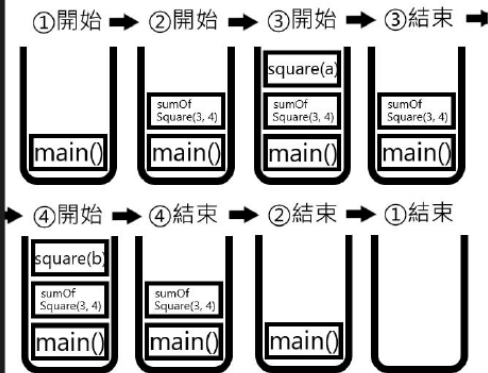 ①開始 ➡ ②開始 ➡ ③開始 ➡ ③結束 ➡
main()
sumOf
Square(3, 4)
main()
square(a)
sumOf
Square(3, 4)
main()
sumOf
Square(3, 4)
main()
➡ ④開始 ➡ ④結束 ➡ ②結束 ➡ ①結束
square(b)
sumOf
Square(3, 4)
main()
sumOf
Square(3, 4)
main()
main()